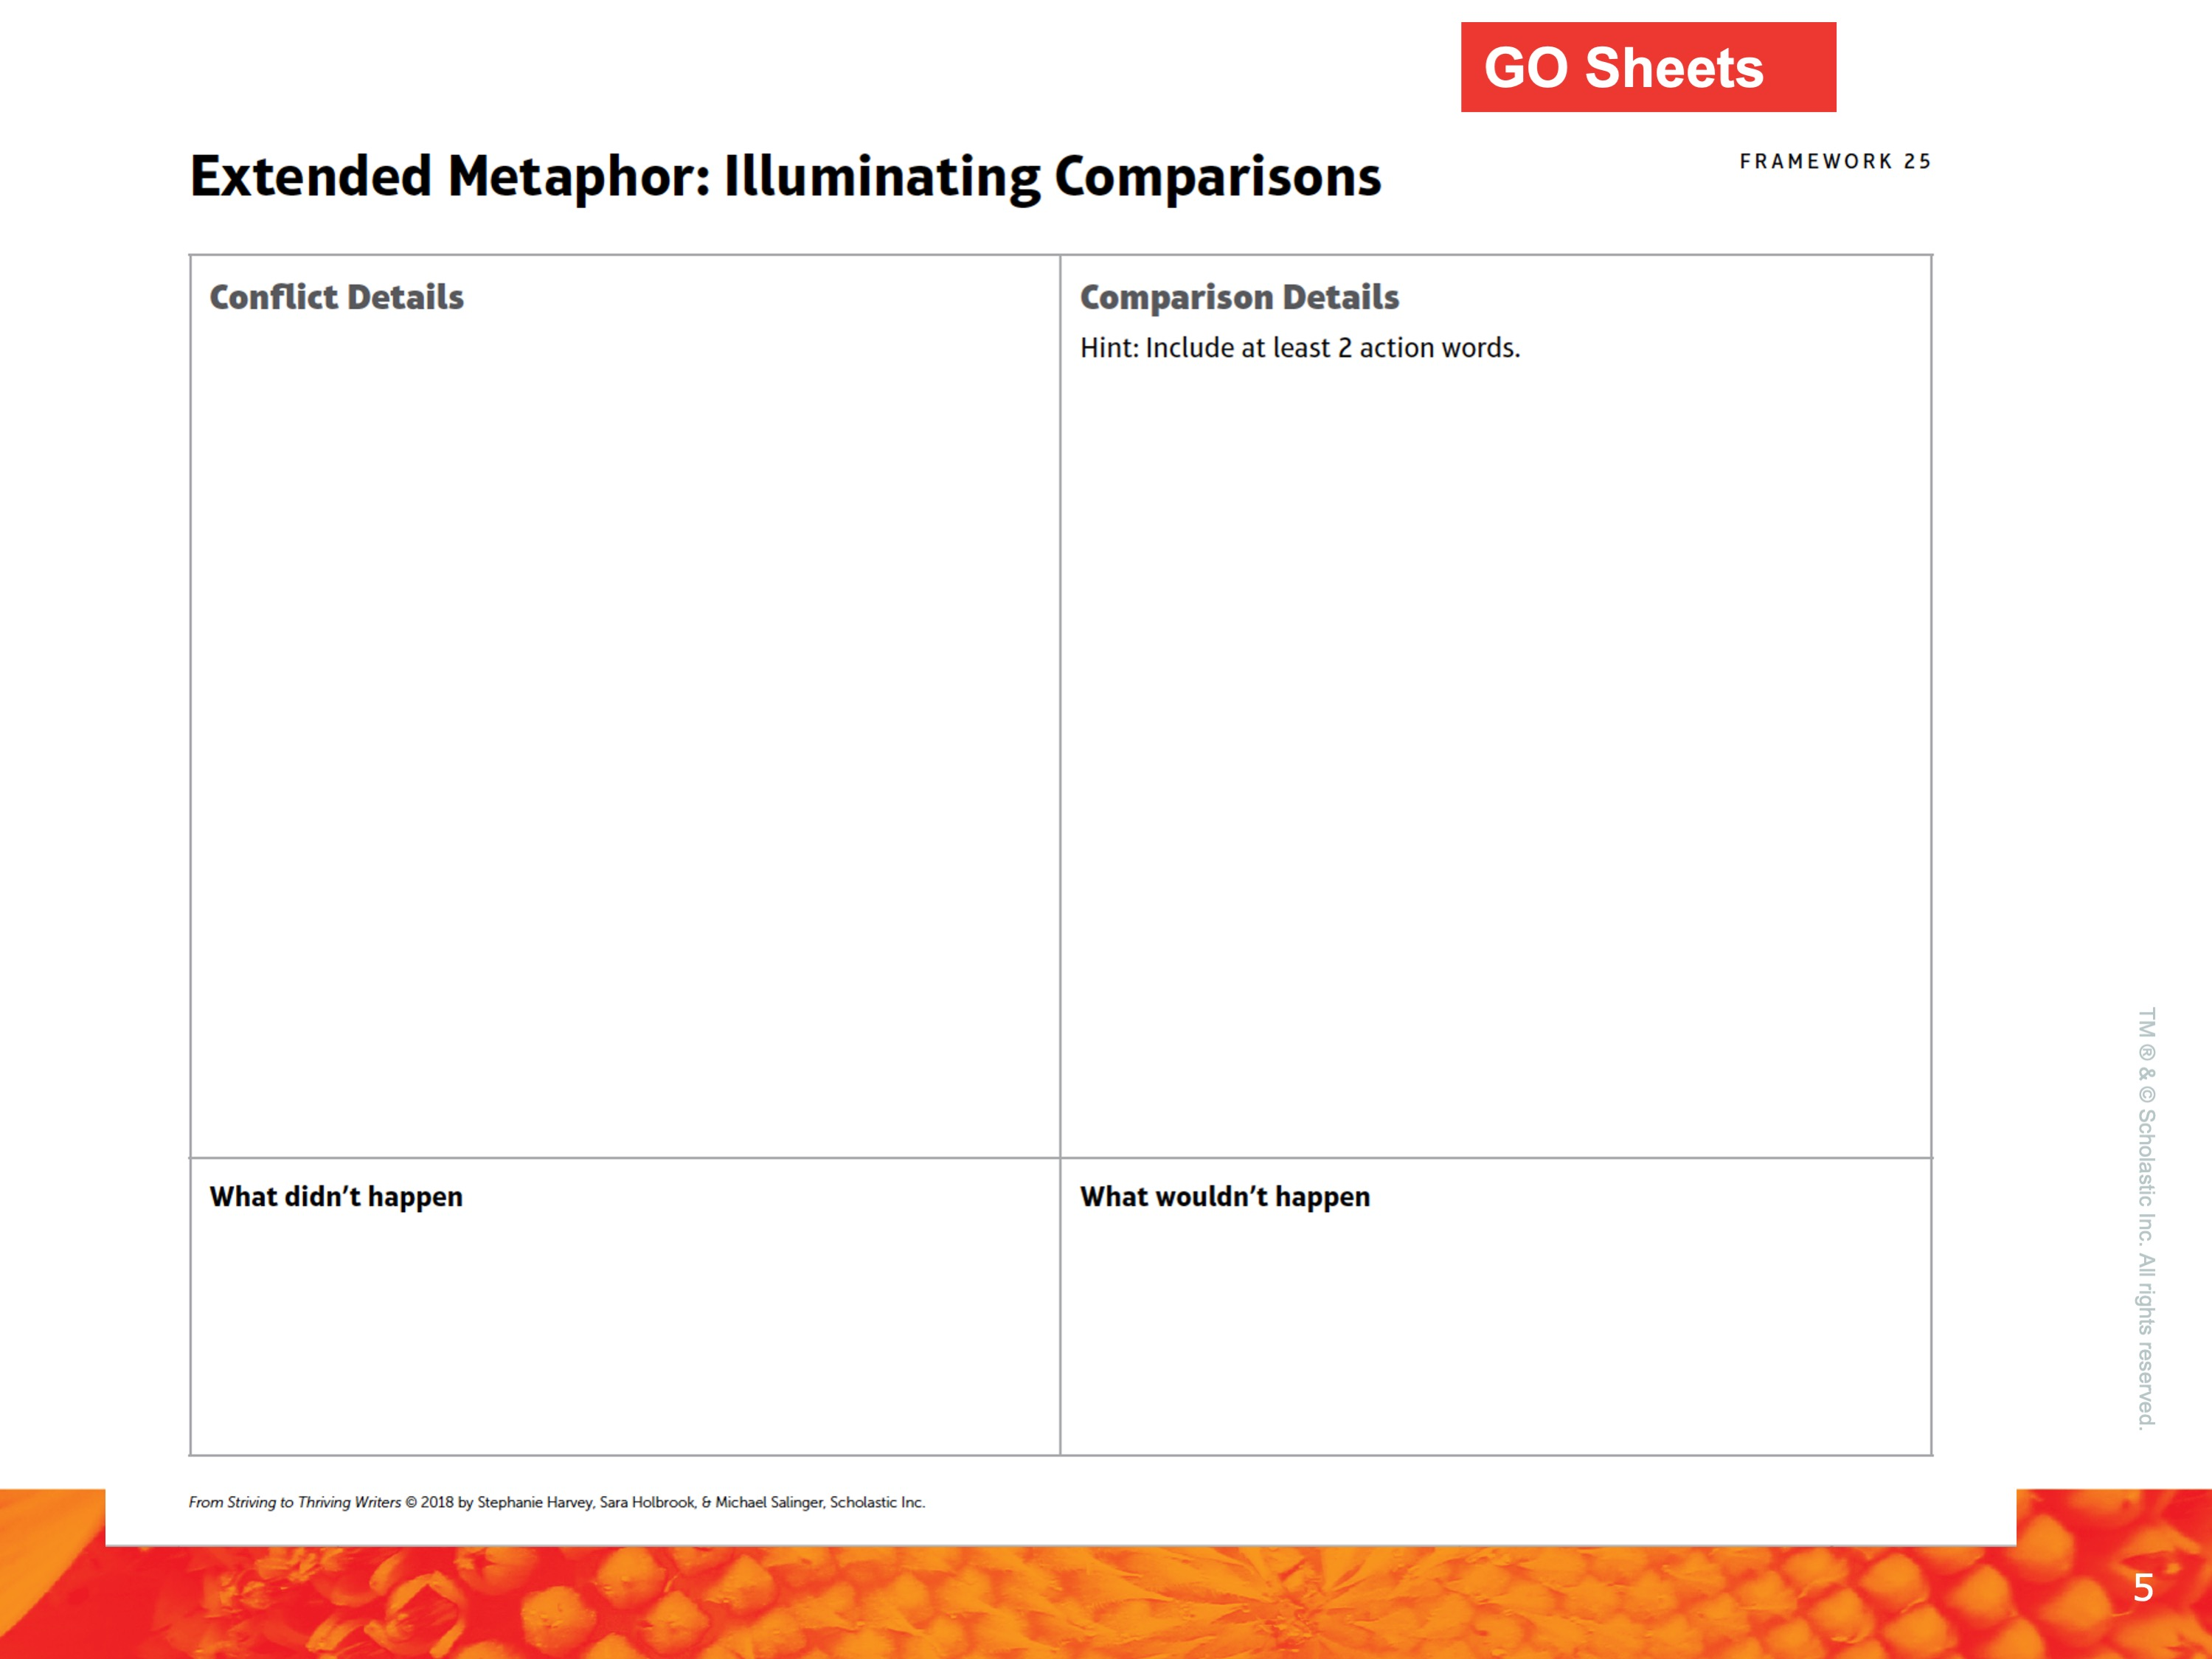 GO Sheets
Extended Metaphor: Illuminating Comparisons
FRAMEWORK 25
Conflict Details
Comparison Details
Hint: Include at least 2 action words.
What didn’t happen
What wouldn’t happen
From Striving to Thriving Writers © 2018 by Stephanie Harvey, Sara Holbrook, & Michael Salinger, Scholastic Inc.
TM ® & © Scholastic Inc. All rights reserved.
5